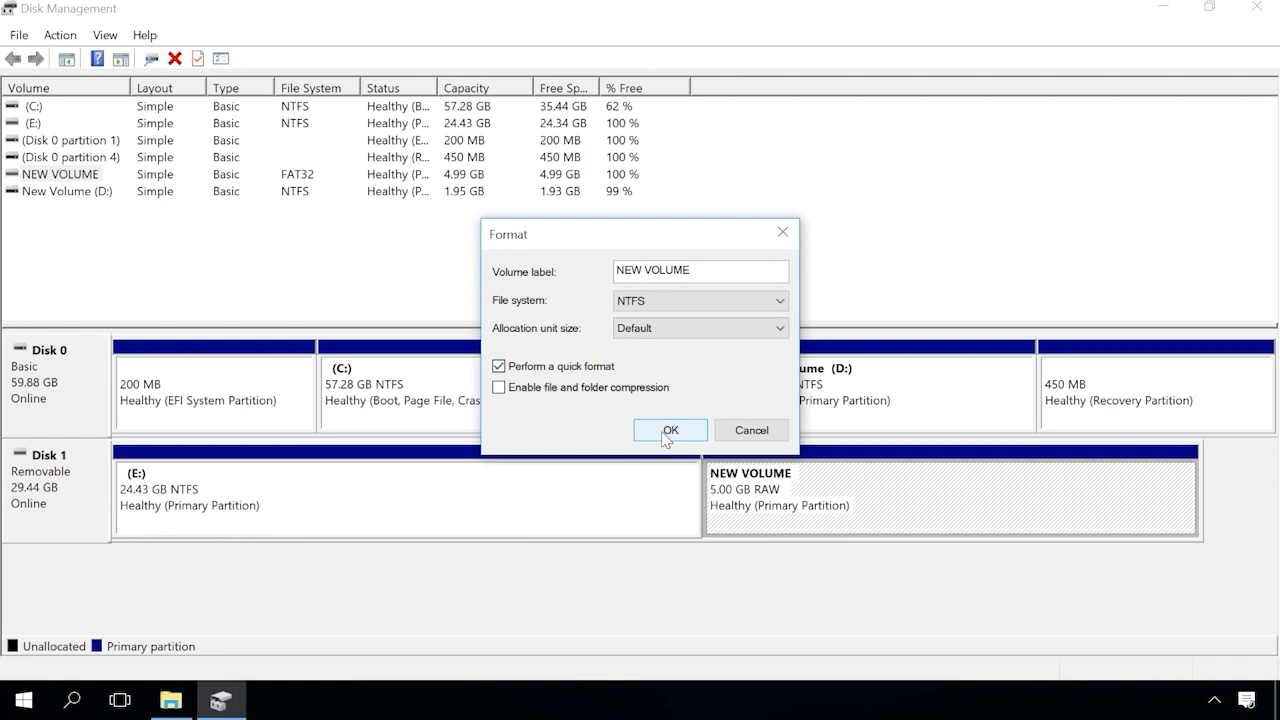 Disk Management
File Action View Help
Volume Layout Type File System Status Capacity Free Sp... % Free
(C:) Simple Basic NTFS Healthy (B... 57.28 GB 35.44 GB 62 %
(E:) Simple Basic NTFS Healthy (P... 24.43 GB 24.34 GB 100 %
(Disk 0 partition 1) Simple Basic Healthy (E... 200 MB 200 MB 100 %
(Disk 0 partition 4) Simple Basic Healthy (R... 450 MB 450 MB 100 %
NEW VOLUME Simple Basic FAT32 Healthy (P... 4.99 GB 4.99 GB 100 %
New Volume (D:) Simple Basic NTFS Healthy (P... 1.95 GB 1.93 GB 99 %
Format
Volume label: NEW VOLUME
File system: NTFS
Allocation unit size: Default
Perform a quick format
Enable file and folder compression
OK Cancel
Disk 0
Basic
59.88 GB
Online
200 MB
Healthy (EFI System Partition)
(C:)
57.28 GB NTFS
Healthy (Boot, Page File, Cras
ume (D:)
NTFS
Primary Partition)
450 MB
Healthy (Recovery Partition)
Disk 1
Removable
29.44 GB
Online
(E:)
24.43 GB NTFS
Healthy (Primary Partition)
NEW VOLUME
5.00 GB RAW
Healthy (Primary Partition)
Unallocated Primary partition